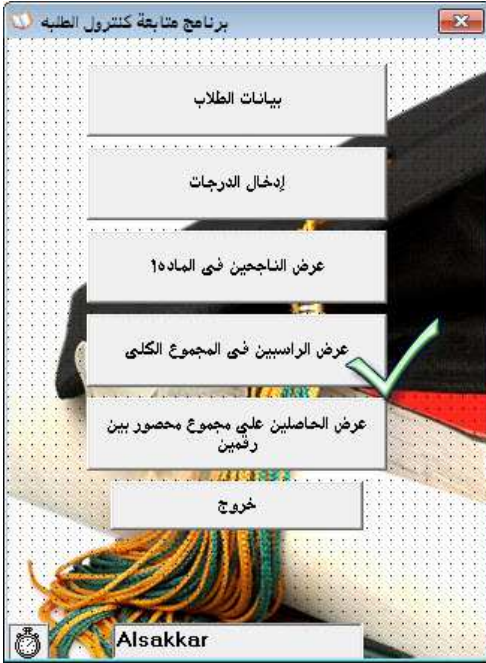 برنامج متابعة كنترول الطلبه
بيانات الطلاب
إدخال الدرجات
عرض الناجحين فى الماده1
عرض الراسبين فى المجموع الكلى
عرض الحاصلين على مجموع محصور بين
رقمين
خروج
Alsakkar